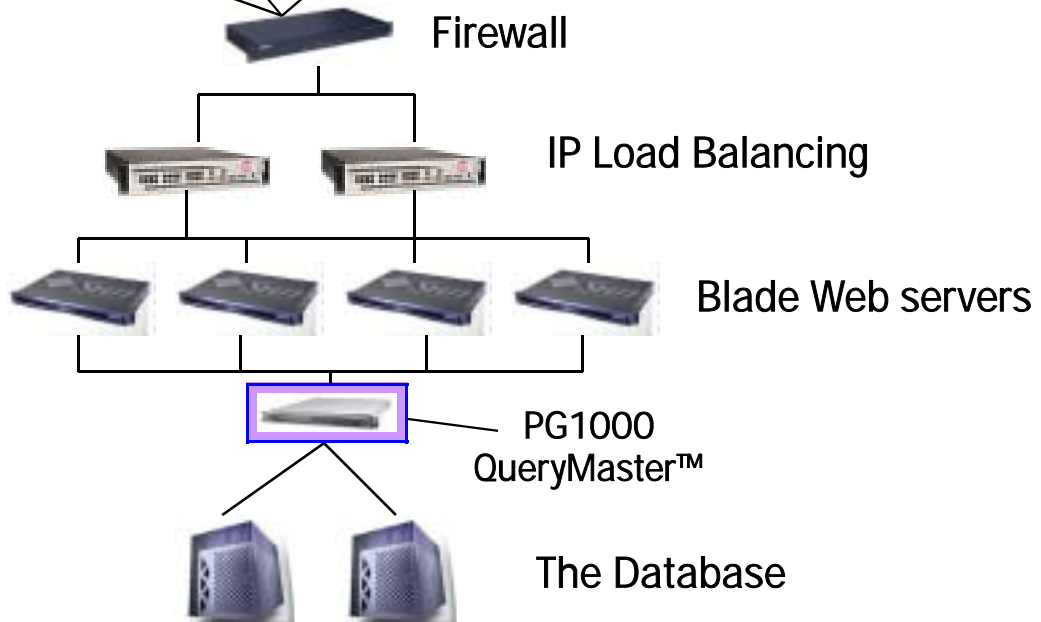 Firewall
IP Load Balancing
Blade Web servers
PG1000
QueryMaster™
The Database